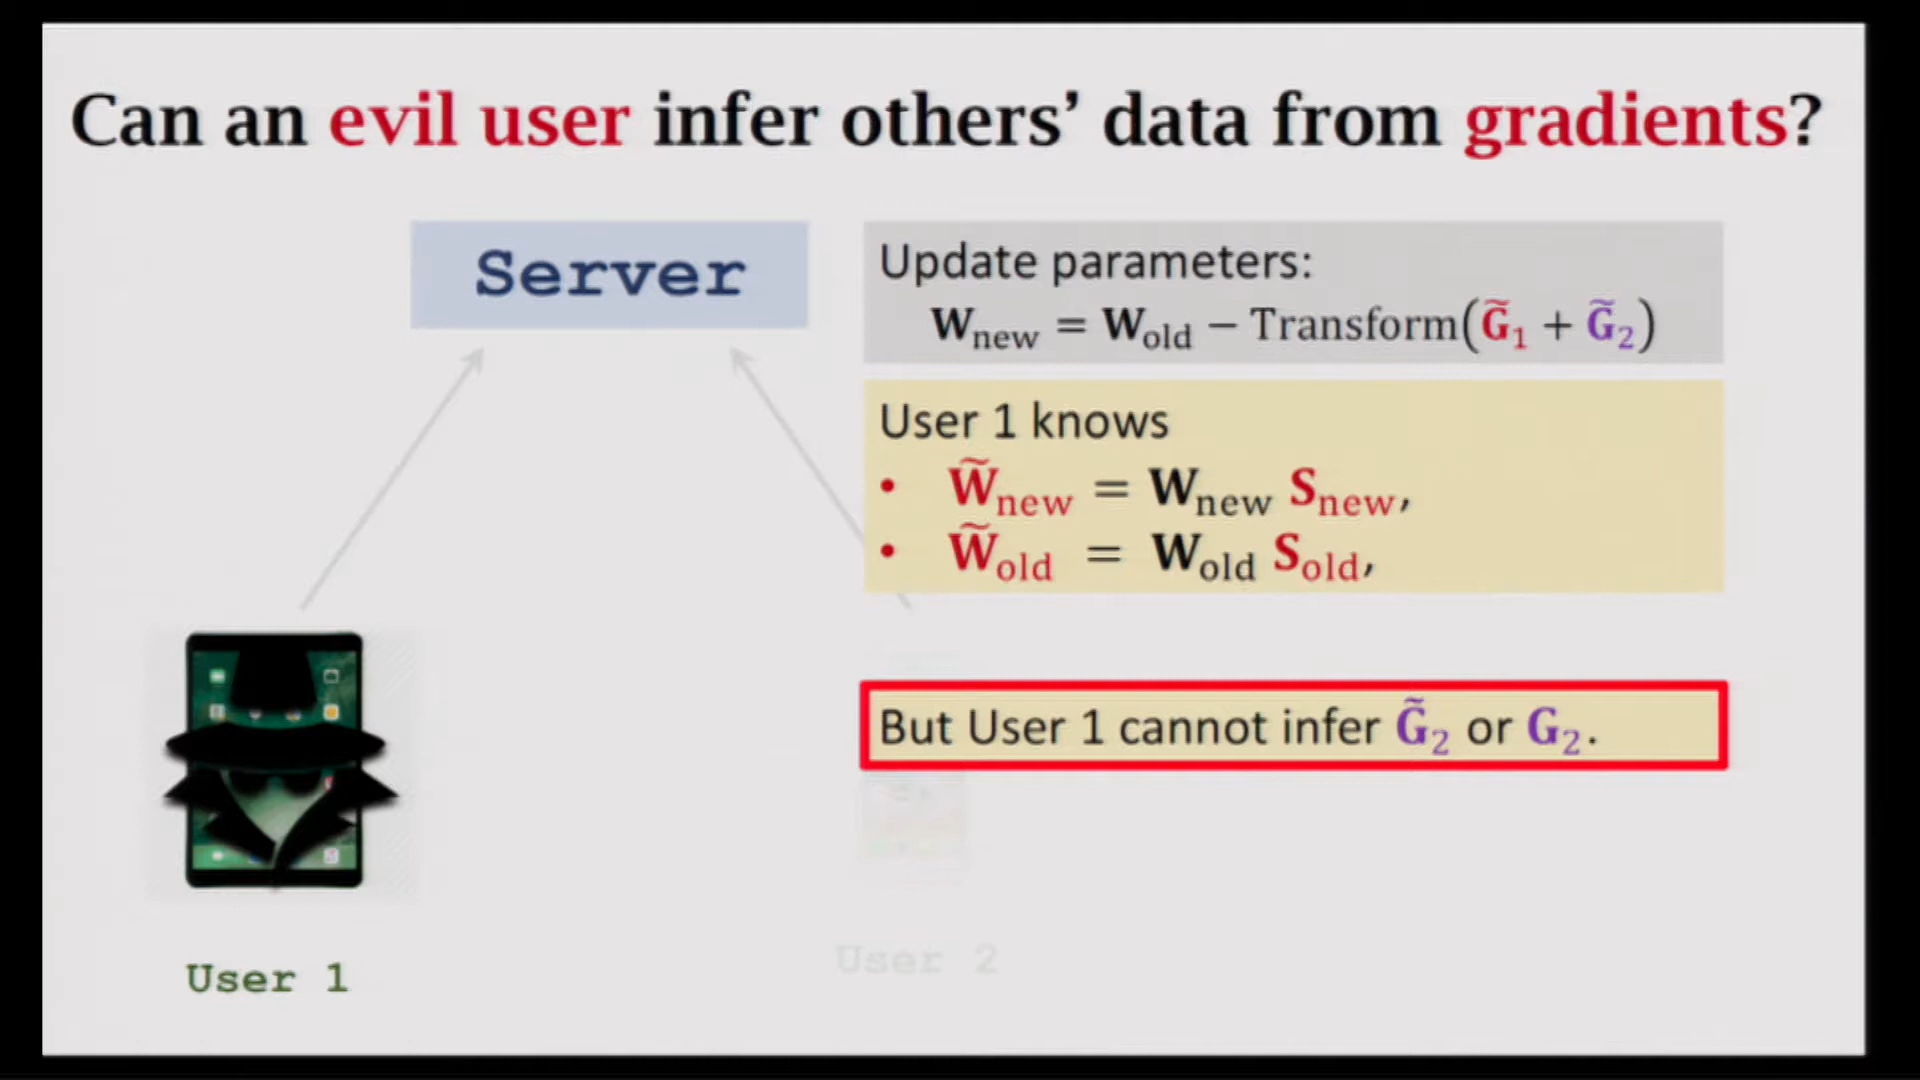 Can an evil user infer others’ data from gradients?
Server
Update parameters:
W_new = W_old − Transform(G̃_1 + G̃_2)
User 1 knows
• W̃_new = W_new S_new,
• W̃_old = W_old S_old,
But User 1 cannot infer G̃_2 or G_2.
User 1
User 2